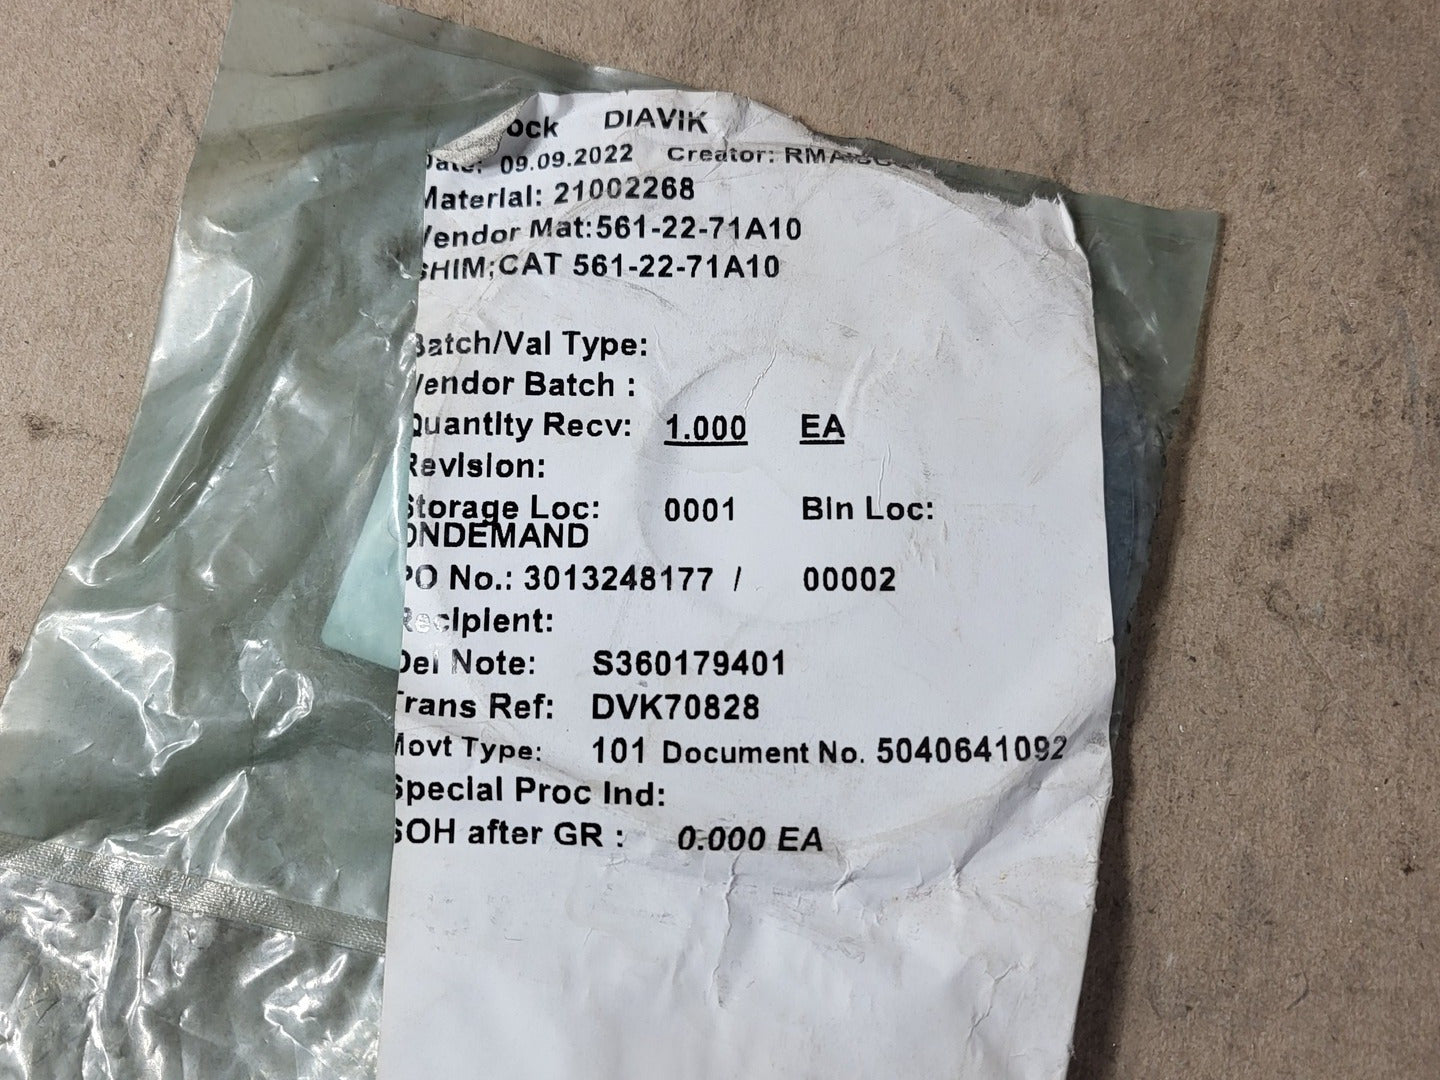 ock DIAVIK
Date: 09.09.2022 Creator:
Material: 21002268
Vendor Mat:561-22-71A10
SHIM;CAT 561-22-71A10
Batch/Val Type:
Vendor Batch :
Quantity Recv: 1.000 EA
Revision:
Storage Loc: 0001 Bin Loc:
ONDEMAND
PO No.: 3013248177 / 00002
Recipient:
Del Note: S360179401
Trans Ref: DVK70828
Movt Type: 101 Document No. 5040641092
Special Proc Ind:
SOH after GR : 0.000 EA